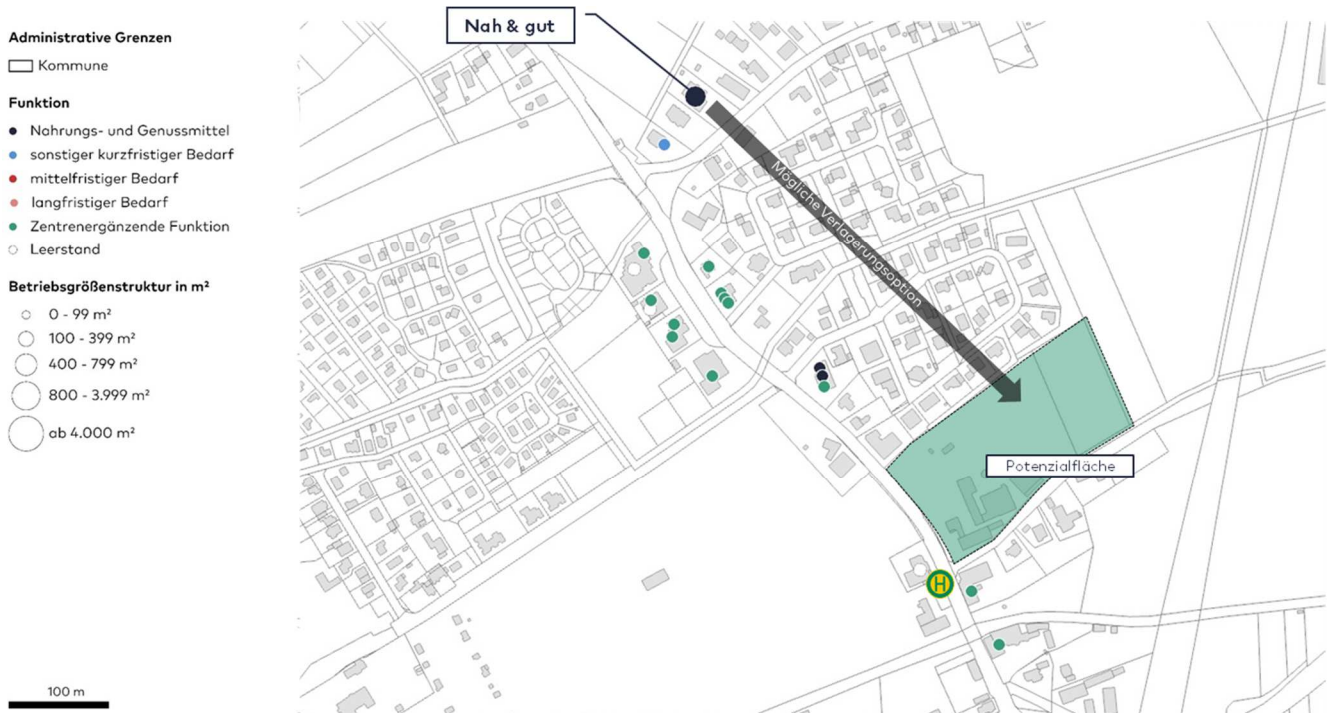 Administrative Grenzen
Kommune
Funktion
Nahrungs- und Genussmittel
sonstiger kurzfristiger Bedarf
mittelfristiger Bedarf
langfristiger Bedarf
Zentrenergänzende Funktion
Leerstand
Betriebsgrößenstruktur in m²
0 - 99 m²
100 - 399 m²
400 - 799 m²
800 - 3.999 m²
ab 4.000 m²
100 m
Nah & gut
Mögliche Verlagerungsoption
Potenzialfläche
H